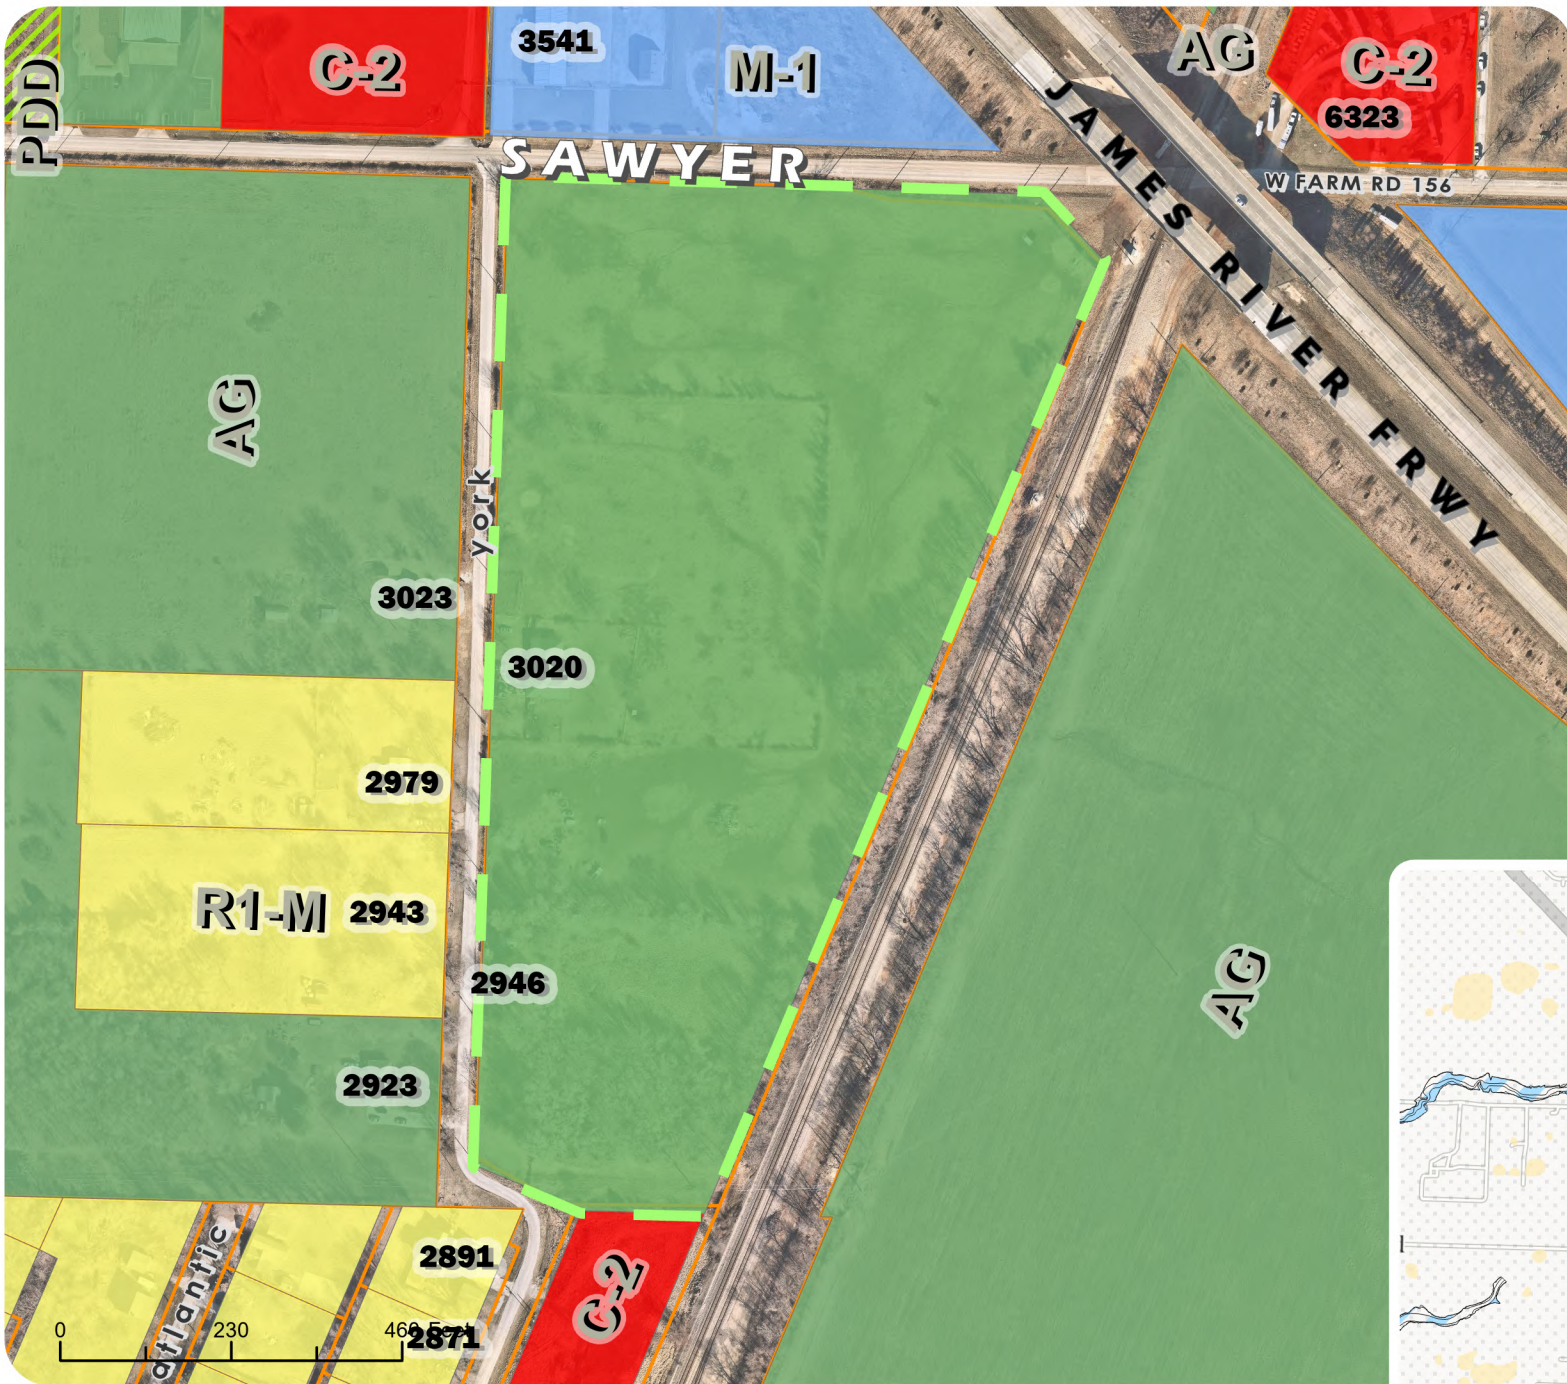 C-2
3541
M-1
AG
C-2
6323
PDD
SAWYER
W FARM RD 156
JAMES RIVER FRWY
AG
york
3023
3020
2979
R1-M
2943
2946
AG
2923
2891
atlantic
C-2
0
230
460 Feet
2871